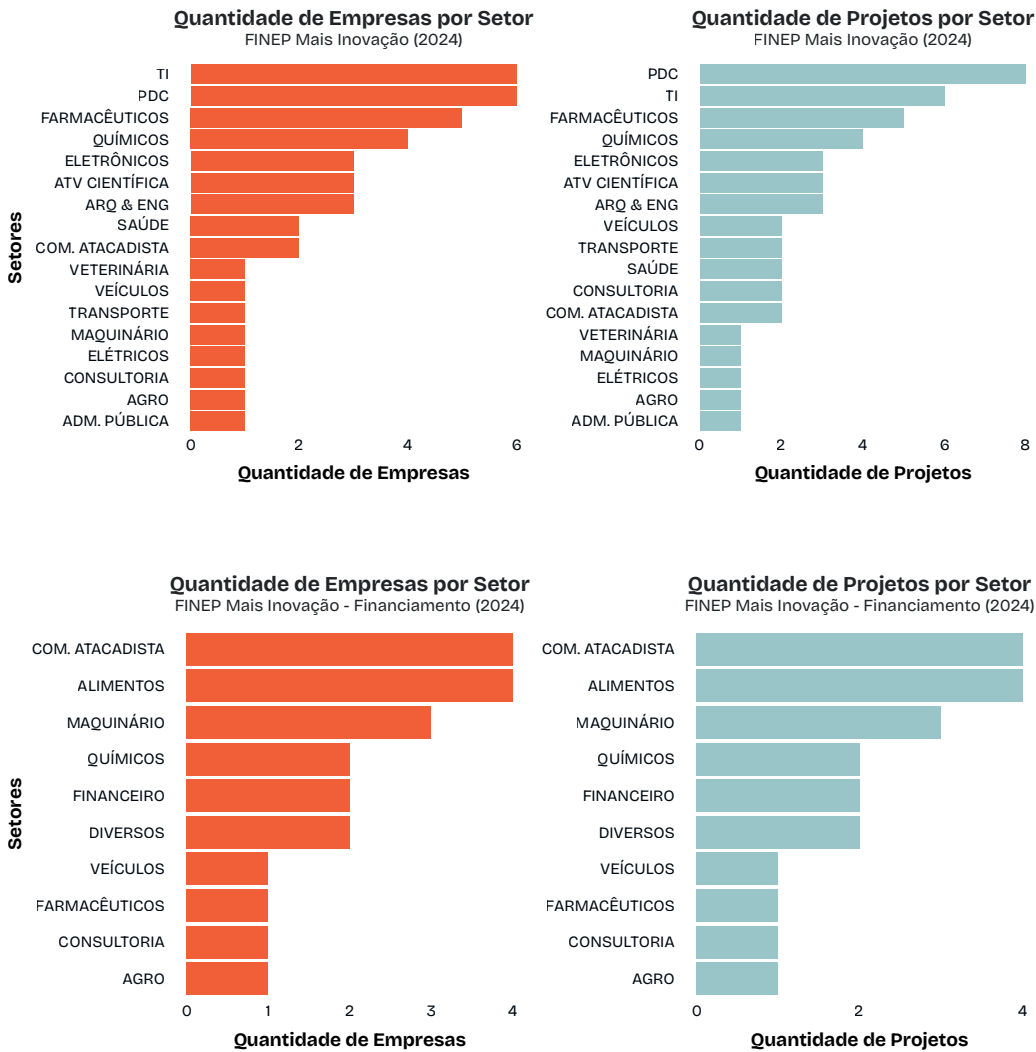 Quantidade de Empresas por Setor
FINEP Mais Inovação (2024)
Setores
TI
PDC
FARMACÊUTICOS
QUÍMICOS
ELETRÔNICOS
ATV CIENTÍFICA
ARQ & ENG
SAÚDE
COM. ATACADISTA
VETERINÁRIA
VEÍCULOS
TRANSPORTE
MAQUINÁRIO
ELÉTRICOS
CONSULTORIA
AGRO
ADM. PÚBLICA
0 2 4 6
Quantidade de Empresas
Quantidade de Projetos por Setor
FINEP Mais Inovação (2024)
PDC
TI
FARMACÊUTICOS
QUÍMICOS
ELETRÔNICOS
ATV CIENTÍFICA
ARQ & ENG
VEÍCULOS
TRANSPORTE
SAÚDE
CONSULTORIA
COM. ATACADISTA
VETERINÁRIA
MAQUINÁRIO
ELÉTRICOS
AGRO
ADM. PÚBLICA
0 2 4 6 8
Quantidade de Projetos
Quantidade de Empresas por Setor
FINEP Mais Inovação - Financiamento (2024)
Setores
COM. ATACADISTA
ALIMENTOS
MAQUINÁRIO
QUÍMICOS
FINANCEIRO
DIVERSOS
VEÍCULOS
FARMACÊUTICOS
CONSULTORIA
AGRO
0 1 2 3 4
Quantidade de Empresas
Quantidade de Projetos por Setor
FINEP Mais Inovação - Financiamento (2024)
COM. ATACADISTA
ALIMENTOS
MAQUINÁRIO
QUÍMICOS
FINANCEIRO
DIVERSOS
VEÍCULOS
FARMACÊUTICOS
CONSULTORIA
AGRO
0 2 4
Quantidade de Projetos